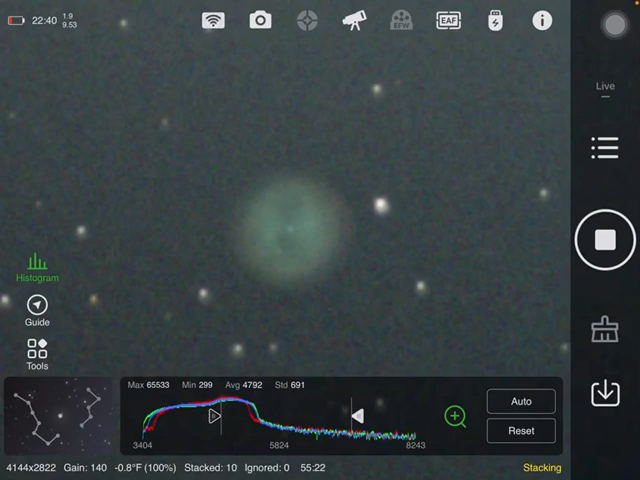 22:40 1.9
9.53
EFW
EAF
Live
Histogram
Guide
Tools
Max 65533 Min 299 Avg 4792 Std 691
3404 5824 8243
Auto
Reset
4144x2822 Gain: 140 -0.8°F (100%) Stacked: 10 Ignored: 0 55:22 Stacking